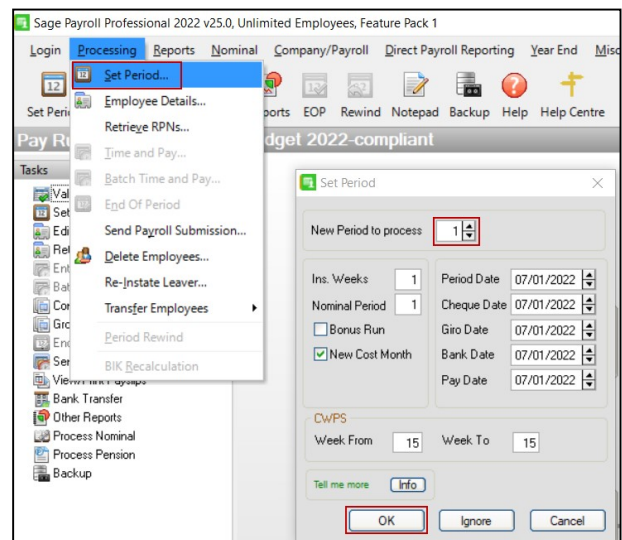 Sage Payroll Professional 2022 v25.0, Unlimited Employees, Feature Pack 1
Login Processing Reports Nominal Company/Payroll Direct Payroll Reporting Year End
12
Help Help Centre
Set Period...
Employee Details...
Retrieve RPNs...
Time and Pay...
Batch Time and Pay...
End Of Period
Send Payroll Submission...
Delete Employees...
Re-Instate Leaver...
Transfer Employees
Period Rewind
BIK Recalculation
EOP Rewind Notepad Backup
2022-compliant
Tasks
Bank Transfer
Other Reports
Process Nominal
Process Pension
Backup
Set Period
New Period to process 1
Ins. Weeks 1 Period Date 07/01/2022
Nominal Period 1 Cheque Date 07/01/2022
Bonus Run Giro Date 07/01/2022
New Cost Month Bank Date 07/01/2022
Pay Date 07/01/2022
CWPS
Week From 15 Week To 15
Tell me more Info
OK Ignore Cancel